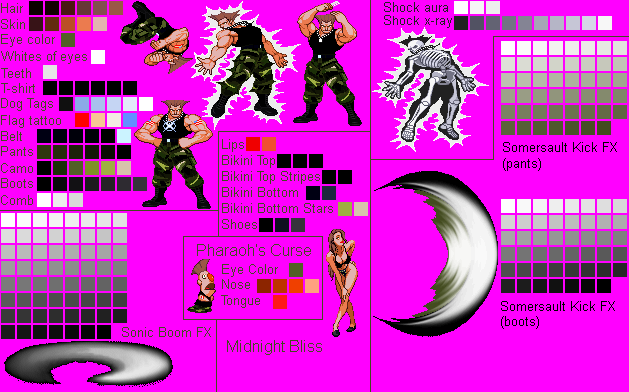 Hair
Skin
Eye color
Whites of eyes
Teeth
T-shirt
Dog Tags
Flag tattoo
Belt
Pants
Camo
Boots
Comb
Shock aura
Shock x-ray
Somersault Kick FX
(pants)
Lips
Bikini Top
Bikini Top Stripes
Bikini Bottom
Bikini Bottom Stars
Shoes
Pharaoh's Curse
Eye Color
Nose
Tongue
Midnight Bliss
Sonic Boom FX
Somersault Kick FX
(boots)